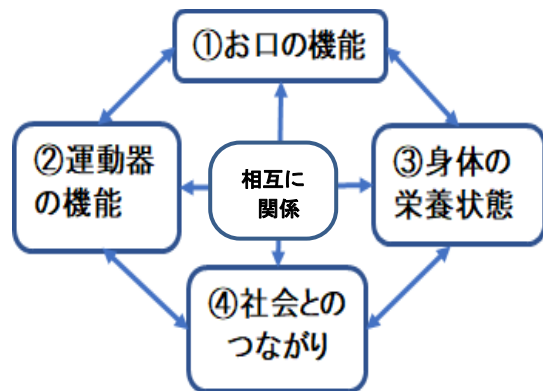 ①お口の機能
②運動器
の機能
相互に
関係
③身体の
栄養状態
④社会との
つながり